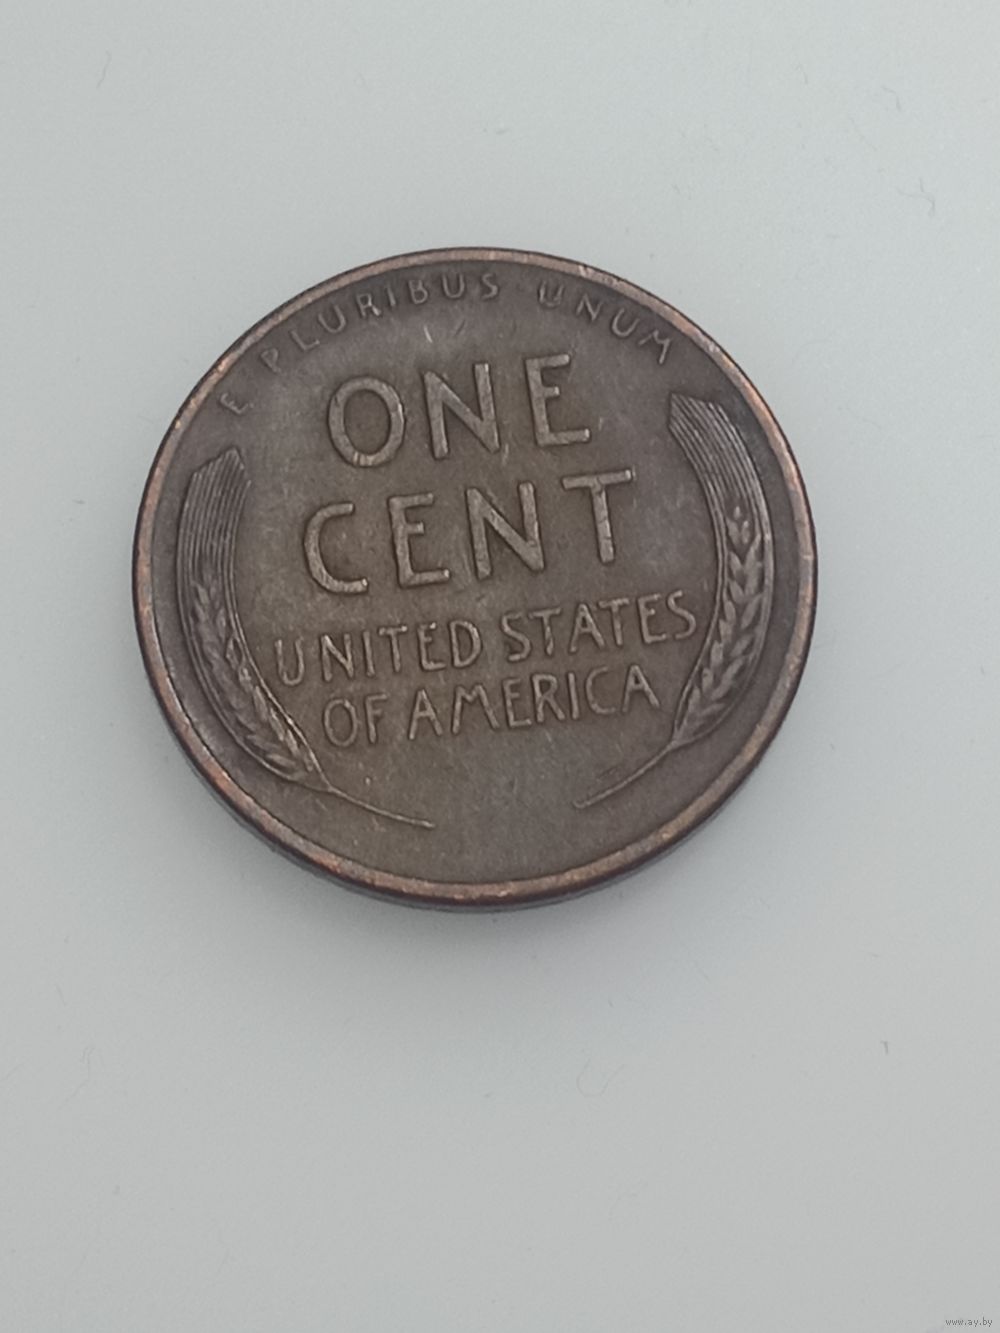 E PLURIBUS UNUM
ONE
CENT
UNITED STATES
OF AMERICA
www.ay.by